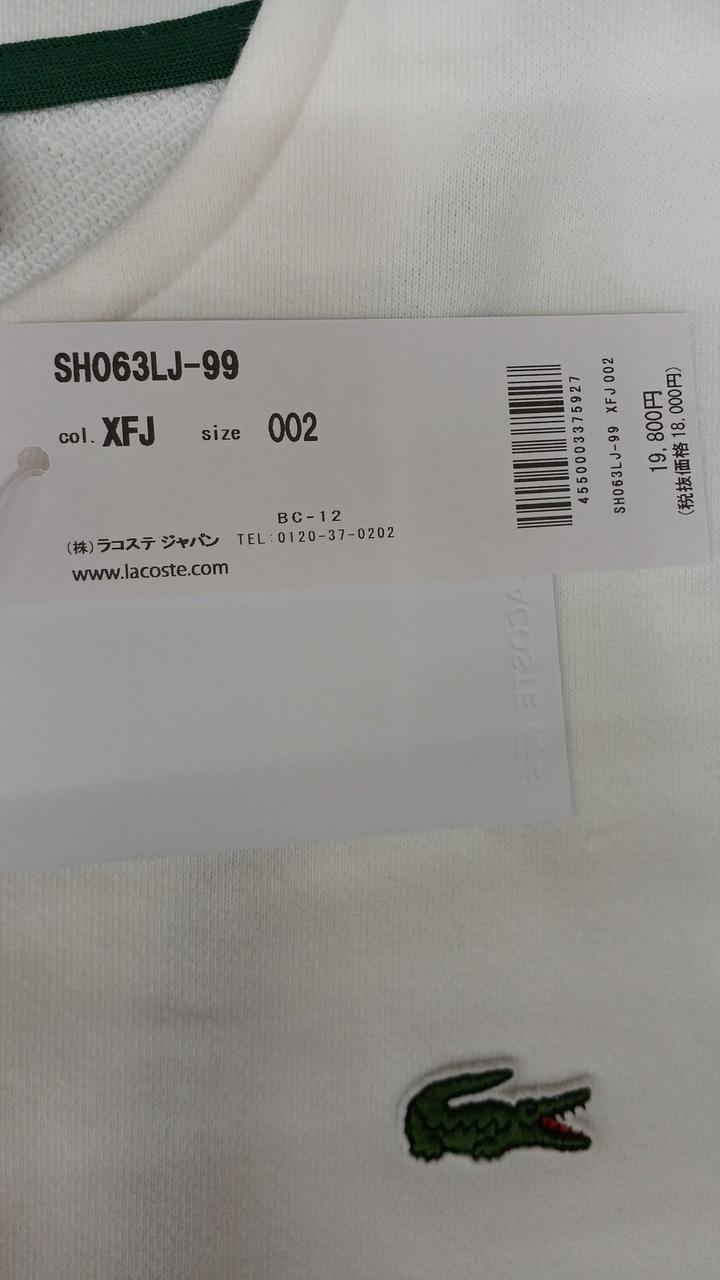 SH063LJ-99
col. XFJ size 002
BC-12
(株)ラコステ ジャパン TEL:0120-37-0202
www.lacoste.com
4550003375927
SH063LJ-99 XFJ 002
19,800円
(税抜価格 18,000円)
LACOSTE